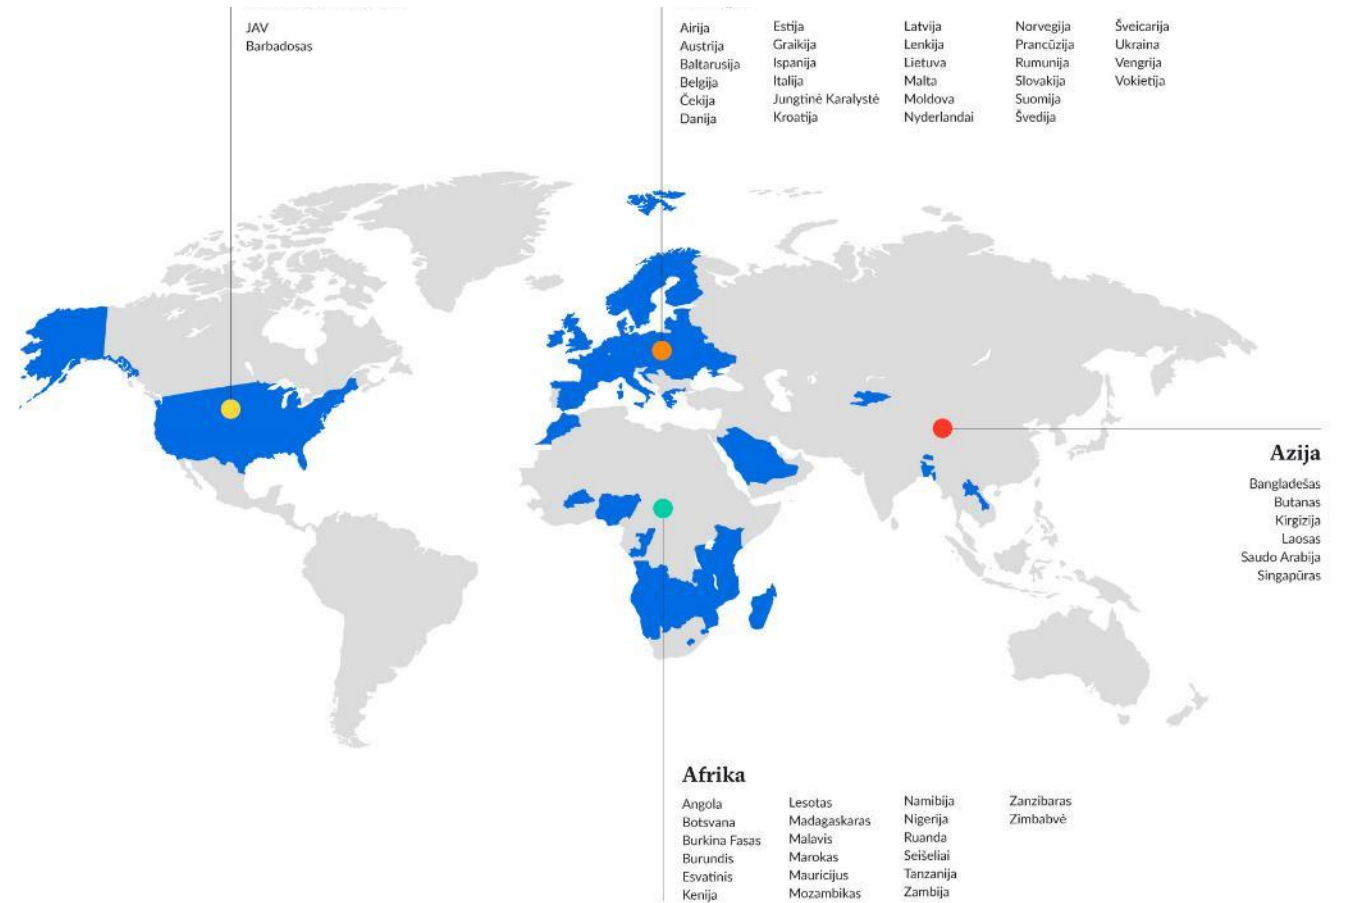 JAV
Barbadosas
Airija
Austrija
Baltarusija
Belgija
Čekija
Danija
Estija
Graikija
Ispanija
Italija
Jungtinė Karalystė
Kroatija
Latvija
Lenkija
Lietuva
Malta
Moldova
Nyderlandai
Norvegija
Prancūzija
Rumunija
Slovakija
Suomija
Švedija
Šveicarija
Ukraina
Vengrija
Vokietija
Azija
Bangladešas
Butanas
Kirgizija
Laosas
Saudo Arabija
Singapūras
Afrika
Angola
Botsvana
Burkina Fasas
Burundis
Esvatinis
Kenija
Lesotas
Madagaskaras
Malavis
Marokas
Mauricijus
Mozambikas
Namibija
Nigerija
Ruanda
Seišeliai
Tanzanija
Zambija
Zanzibaras
Zimbabvė